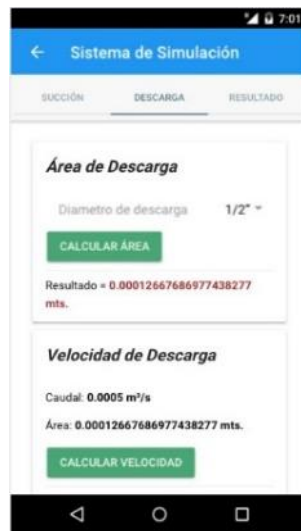 7:01
Sistema de Simulación
SUCCIÓN DESCARGA RESULTADO
Área de Descarga
Diametro de descarga 1/2"
CALCULAR ÁREA
Resultado = 0.00012667686977438277
mts.
Velocidad de Descarga
Caudal: 0.0005 m³/s
Área: 0.00012667686977438277 mts.
CALCULAR VELOCIDAD